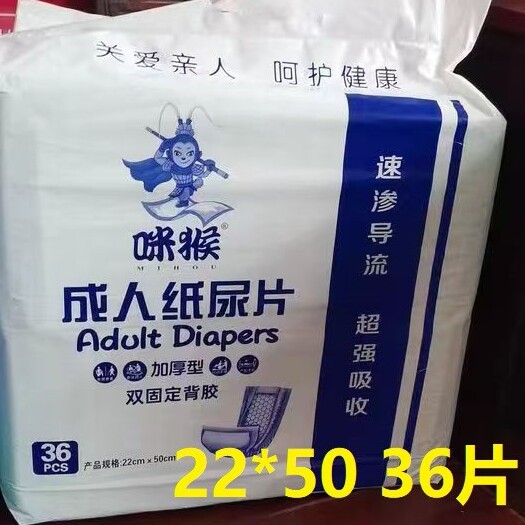 关爱亲人 呵护健康
速渗导流 超强吸收
咪猴®
MIHOU
成人纸尿片
Adult Diapers
加厚型
双固定背胶
36
PCS
产品规格:22cm×50cm
22*50 36片